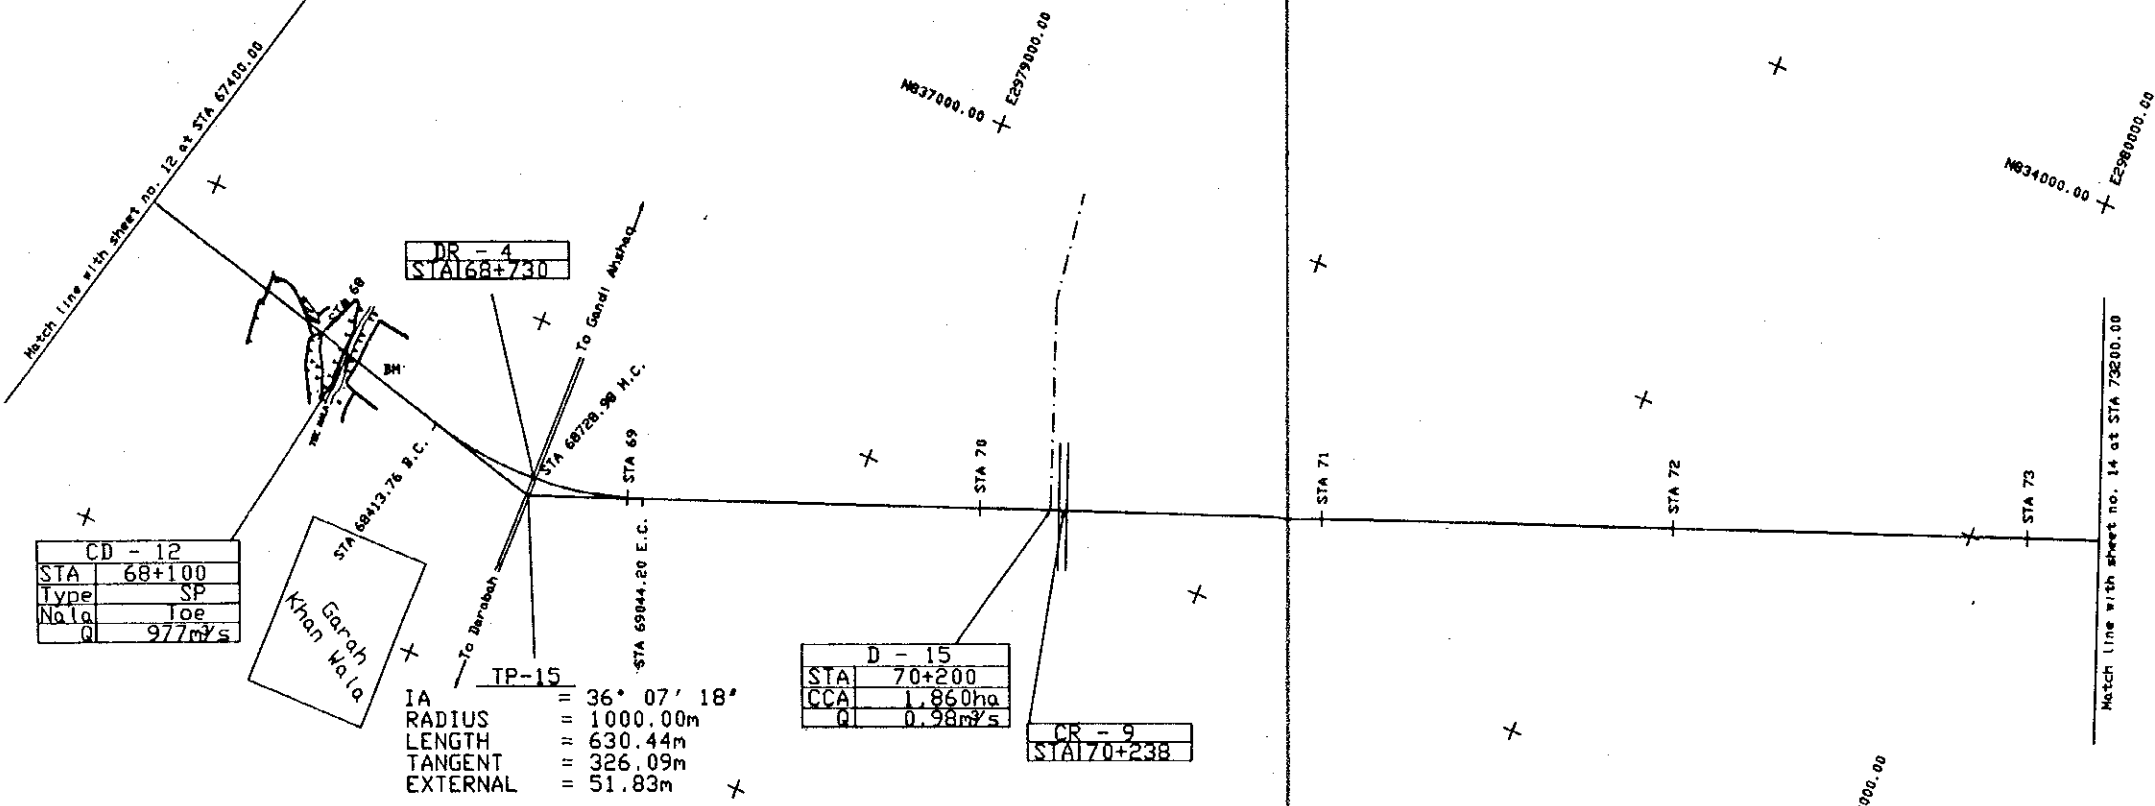 Match line with sheet no. 12 at STA 67400.00
N837000.00
E2979000.00
N834000.00
E2980000.00
DR - 4
STA 68+730
To Gandi Ahshaq
STA 68
BM
STA 68728.98 M.C.
STA 69
STA 70
STA 71
STA 72
STA 73
Match line with sheet no. 14 at STA 73200.00
STA 68413.76 B.C.
STA 69044.20 E.C.
To Darabah
CD - 12
STA 68+100
Type SP
Nala Toe
Q 977m³/s
Garah
Khan Wala
TP-15
IA = 36° 07' 18"
RADIUS = 1000.00m
LENGTH = 630.44m
TANGENT = 326.09m
EXTERNAL = 51.83m
D - 15
STA 70+200
CCA 1,860ha
Q 0.98m³/s
CR - 9
STA 70+238
000.00